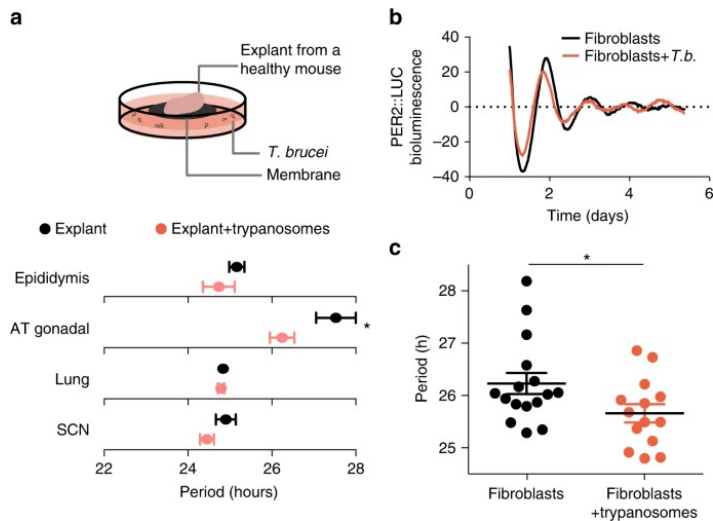 a
Explant from a
healthy mouse
T. brucei
Membrane
Explant
Explant+trypanosomes
Epididymis
AT gonadal
*
Lung
SCN
22 24 26 28
Period (hours)
b
Fibroblasts
Fibroblasts+T.b.
PER2::LUC
bioluminescence
40
20
0
−20
−40
0 2 4 6
Time (days)
c
*
Period (h)
28
27
26
25
Fibroblasts
Fibroblasts
+trypanosomes